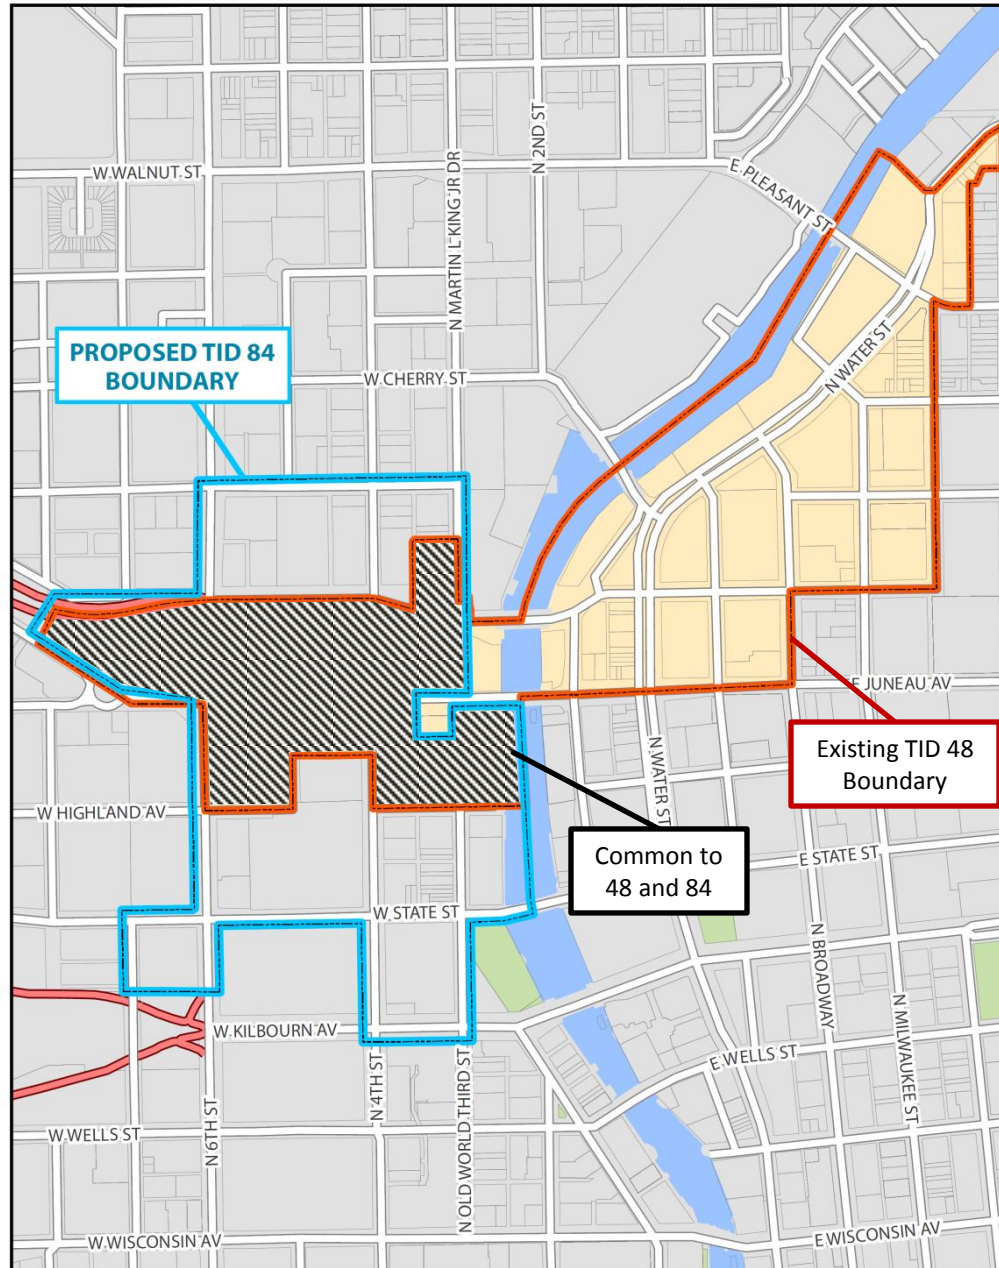 N 2ND ST
W WALNUT ST
N MARTIN L KING JR DR
E PLEASANT ST
PROPOSED TID 84
BOUNDARY
W CHERRY ST
N WATER ST
E JUNEAU AV
Existing TID 48
Boundary
N WATER ST
W HIGHLAND AV
Common to
48 and 84
E STATE ST
W STATE ST
N BROADWAY
N MILWAUKEE ST
W KILBOURN AV
E WELLS ST
N 4TH ST
N OLD WORLD THIRD ST
N 6TH ST
W WELLS ST
W WISCONSIN AV
E WISCONSIN AV